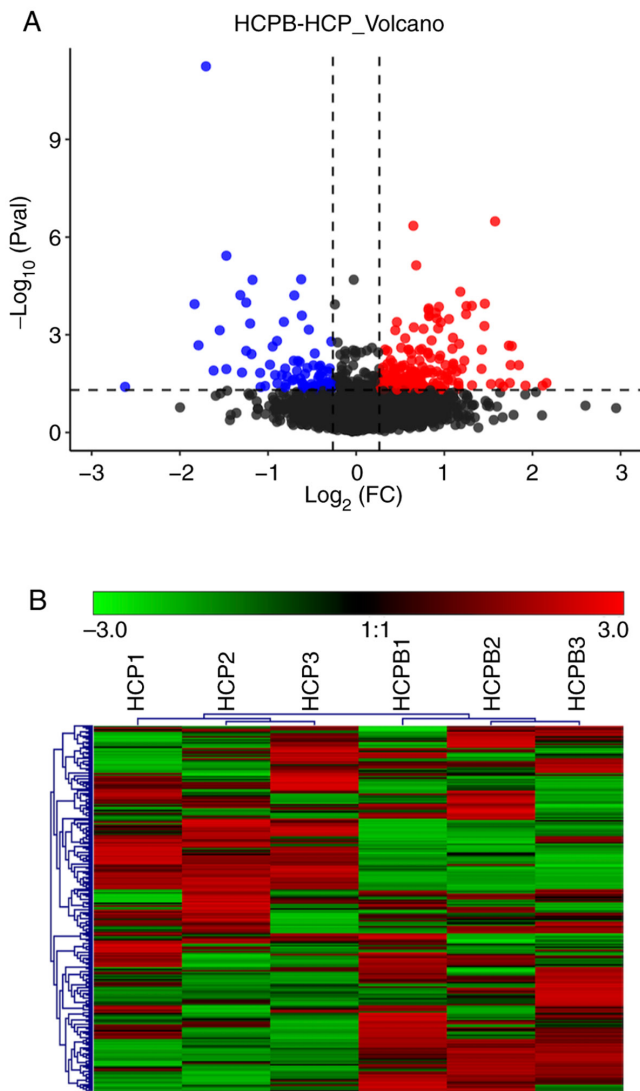 A
HCPB-HCP_Volcano
−Log10 (Pval)
9
6
3
0
−3 −2 −1 0 1 2 3
Log2 (FC)
B
−3.0 1:1 3.0
HCP1 HCP2 HCP3 HCPB1 HCPB2 HCPB3